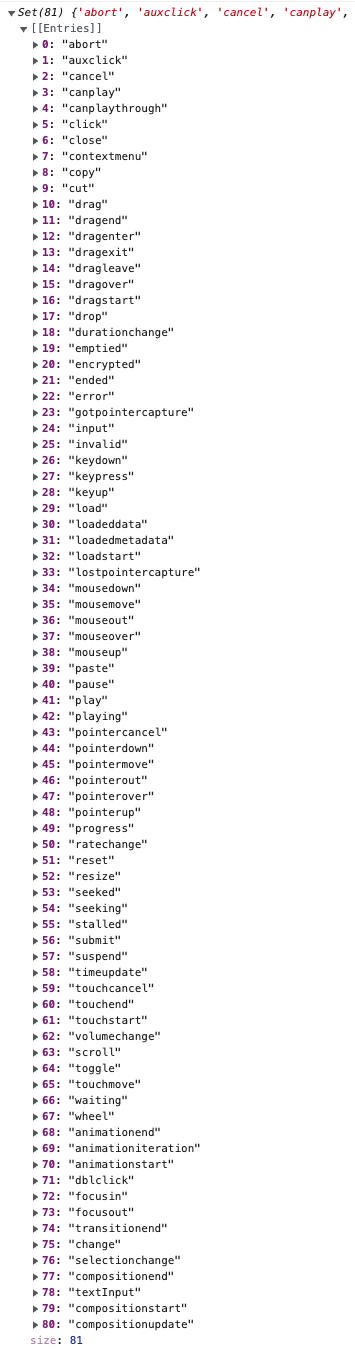 ▼Set(81) {'abort', 'auxclick', 'cancel', 'canplay',
▼[[Entries]]
▶0: "abort"
▶1: "auxclick"
▶2: "cancel"
▶3: "canplay"
▶4: "canplaythrough"
▶5: "click"
▶6: "close"
▶7: "contextmenu"
▶8: "copy"
▶9: "cut"
▶10: "drag"
▶11: "dragend"
▶12: "dragenter"
▶13: "dragexit"
▶14: "dragleave"
▶15: "dragover"
▶16: "dragstart"
▶17: "drop"
▶18: "durationchange"
▶19: "emptied"
▶20: "encrypted"
▶21: "ended"
▶22: "error"
▶23: "gotpointercapture"
▶24: "input"
▶25: "invalid"
▶26: "keydown"
▶27: "keypress"
▶28: "keyup"
▶29: "load"
▶30: "loadeddata"
▶31: "loadedmetadata"
▶32: "loadstart"
▶33: "lostpointercapture"
▶34: "mousedown"
▶35: "mousemove"
▶36: "mouseout"
▶37: "mouseover"
▶38: "mouseup"
▶39: "paste"
▶40: "pause"
▶41: "play"
▶42: "playing"
▶43: "pointercancel"
▶44: "pointerdown"
▶45: "pointermove"
▶46: "pointerout"
▶47: "pointerover"
▶48: "pointerup"
▶49: "progress"
▶50: "ratechange"
▶51: "reset"
▶52: "resize"
▶53: "seeked"
▶54: "seeking"
▶55: "stalled"
▶56: "submit"
▶57: "suspend"
▶58: "timeupdate"
▶59: "touchcancel"
▶60: "touchend"
▶61: "touchstart"
▶62: "volumechange"
▶63: "scroll"
▶64: "toggle"
▶65: "touchmove"
▶66: "waiting"
▶67: "wheel"
▶68: "animationend"
▶69: "animationiteration"
▶70: "animationstart"
▶71: "dblclick"
▶72: "focusin"
▶73: "focusout"
▶74: "transitionend"
▶75: "change"
▶76: "selectionchange"
▶77: "compositionend"
▶78: "textInput"
▶79: "compositionstart"
▶80: "compositionupdate"
size: 81